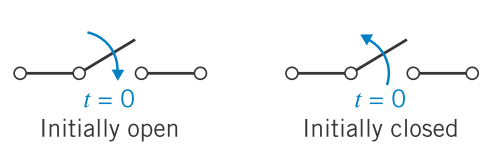 t = 0
Initially open
t = 0
Initially closed